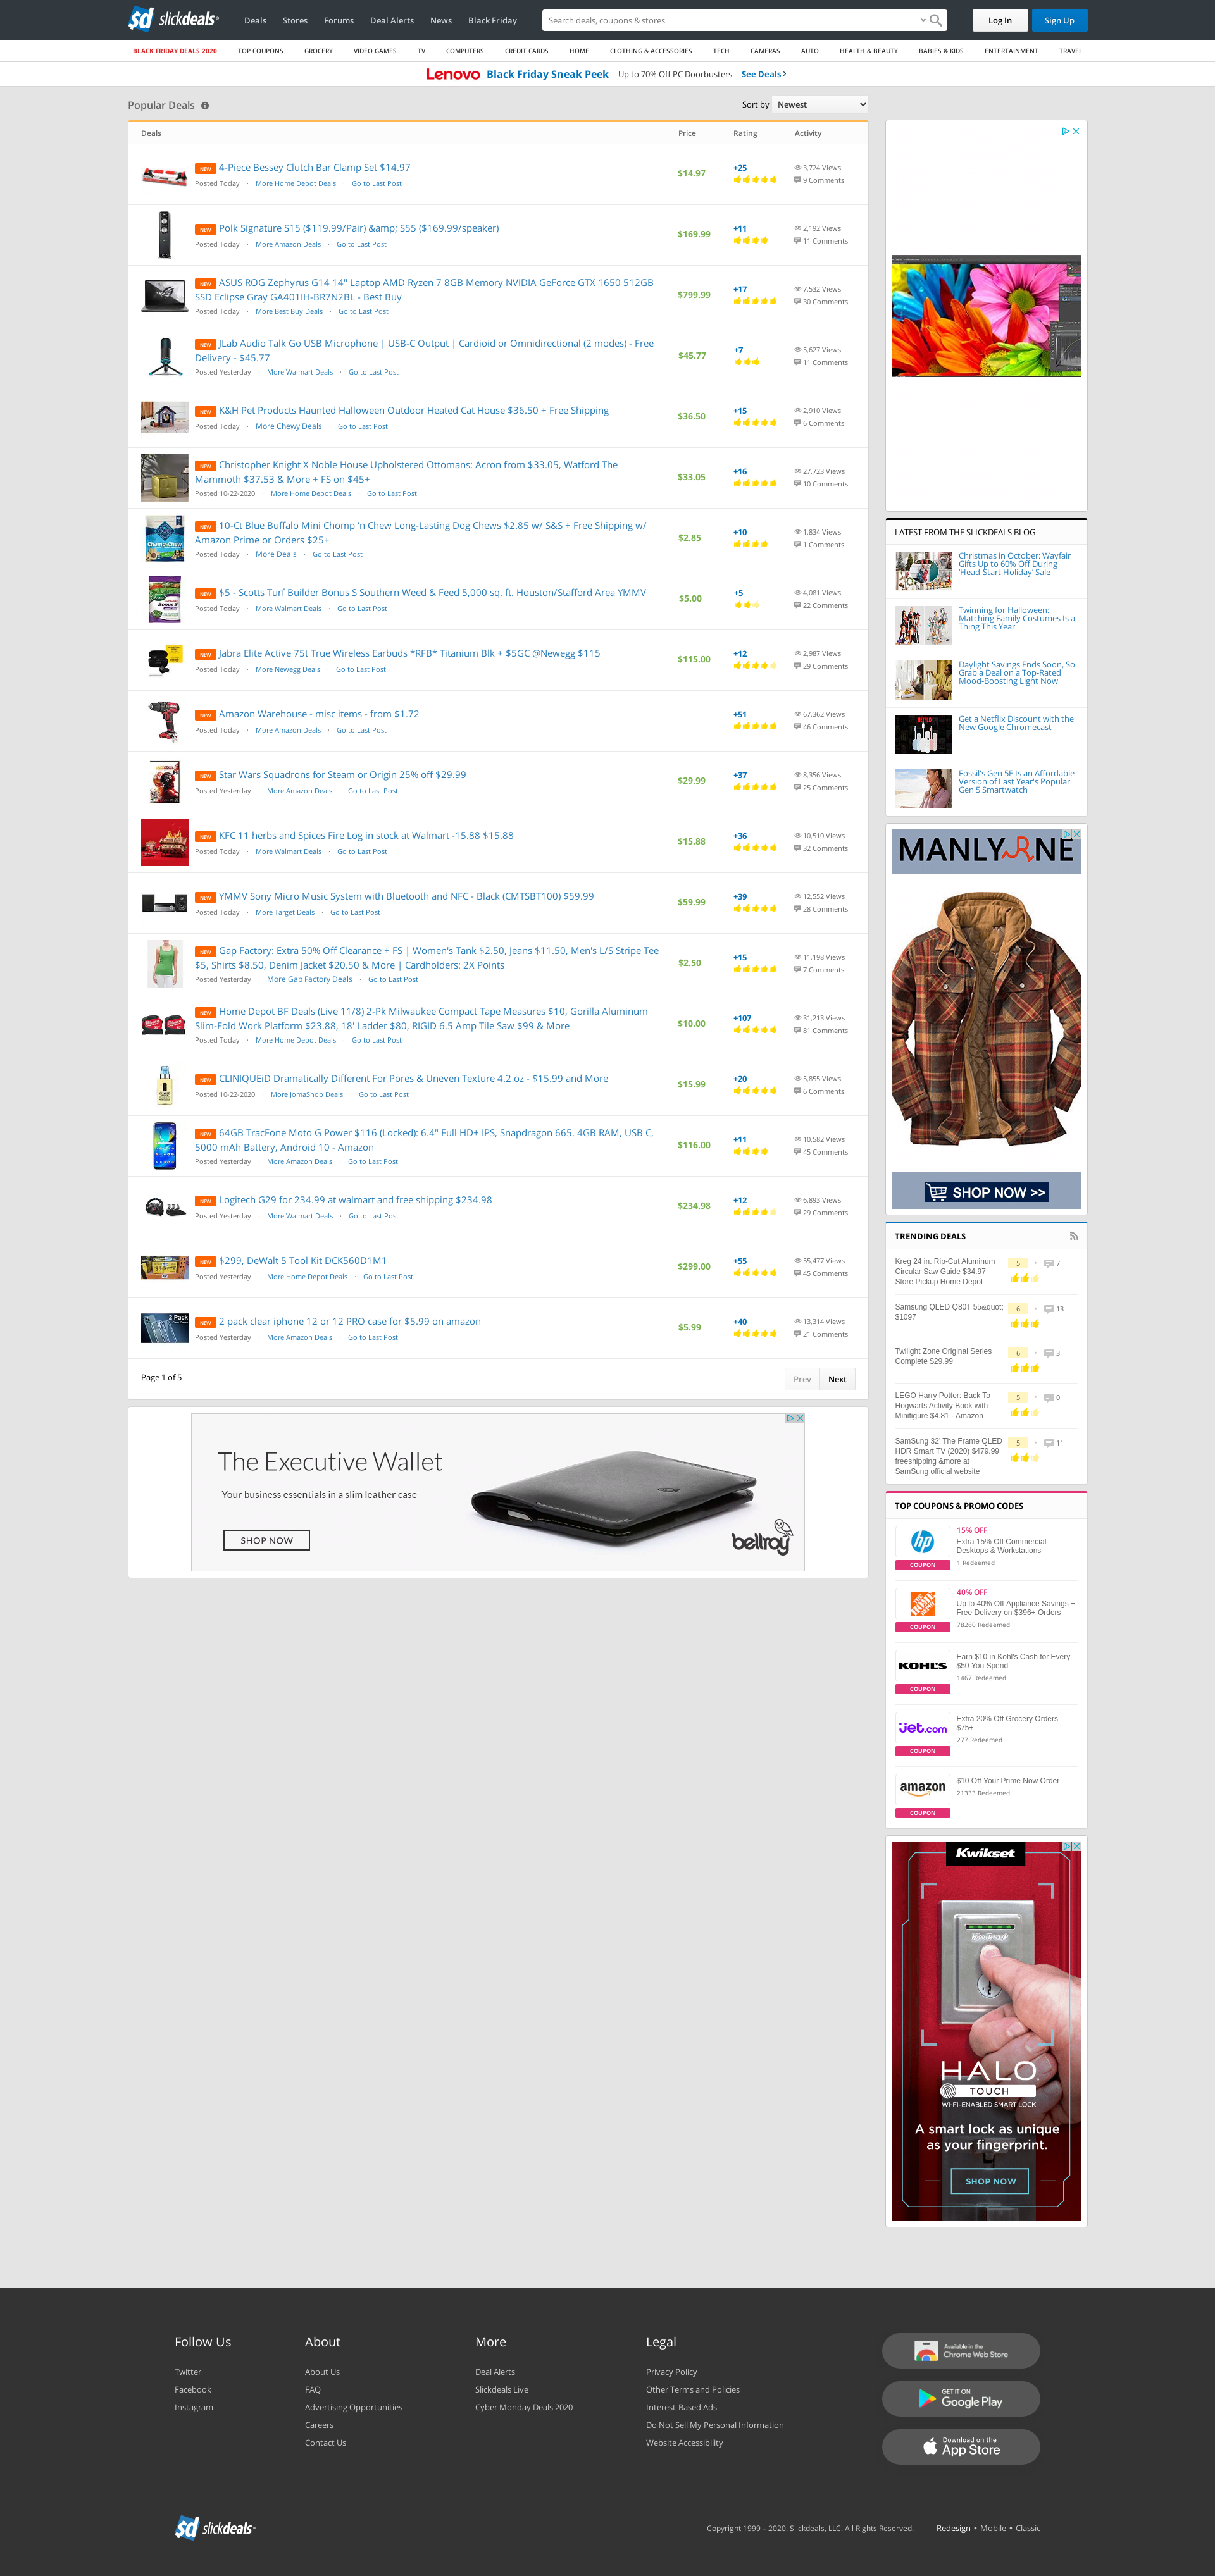 sd slickdeals
Deals Stores Forums Deal Alerts News Black Friday
Search deals, coupons & stores
Log In
Sign Up
BLACK FRIDAY DEALS 2020 TOP COUPONS GROCERY VIDEO GAMES TV COMPUTERS CREDIT CARDS HOME CLOTHING & ACCESSORIES TECH CAMERAS AUTO HEALTH & BEAUTY BABIES & KIDS ENTERTAINMENT TRAVEL
Lenovo Black Friday Sneak Peek Up to 70% Off PC Doorbusters See Deals ›
Popular Deals
Sort by Newest
Deals Price Rating Activity
NEW 4-Piece Bessey Clutch Bar Clamp Set $14.97
Posted Today · More Home Depot Deals · Go to Last Post
$14.97
+25
3,724 Views
9 Comments
NEW Polk Signature S15 ($119.99/Pair) &amp; S55 ($169.99/speaker)
Posted Today · More Amazon Deals · Go to Last Post
$169.99
+11
2,192 Views
11 Comments
NEW ASUS ROG Zephyrus G14 14" Laptop AMD Ryzen 7 8GB Memory NVIDIA GeForce GTX 1650 512GB
SSD Eclipse Gray GA401IH-BR7N2BL - Best Buy
Posted Today · More Best Buy Deals · Go to Last Post
$799.99
+17
7,532 Views
30 Comments
NEW JLab Audio Talk Go USB Microphone | USB-C Output | Cardioid or Omnidirectional (2 modes) - Free
Delivery - $45.77
Posted Yesterday · More Walmart Deals · Go to Last Post
$45.77
+7
5,627 Views
11 Comments
NEW K&H Pet Products Haunted Halloween Outdoor Heated Cat House $36.50 + Free Shipping
Posted Today · More Chewy Deals · Go to Last Post
$36.50
+15
2,910 Views
6 Comments
NEW Christopher Knight X Noble House Upholstered Ottomans: Acron from $33.05, Watford The
Mammoth $37.53 & More + FS on $45+
Posted 10-22-2020 · More Home Depot Deals · Go to Last Post
$33.05
+16
27,723 Views
10 Comments
NEW 10-Ct Blue Buffalo Mini Chomp 'n Chew Long-Lasting Dog Chews $2.85 w/ S&S + Free Shipping w/
Amazon Prime or Orders $25+
Posted Today · More Deals · Go to Last Post
$2.85
+10
1,834 Views
1 Comments
NEW $5 - Scotts Turf Builder Bonus S Southern Weed & Feed 5,000 sq. ft. Houston/Stafford Area YMMV
Posted Today · More Walmart Deals · Go to Last Post
$5.00
+5
4,081 Views
22 Comments
NEW Jabra Elite Active 75t True Wireless Earbuds *RFB* Titanium Blk + $5GC @Newegg $115
Posted Today · More Newegg Deals · Go to Last Post
$115.00
+12
2,987 Views
29 Comments
NEW Amazon Warehouse - misc items - from $1.72
Posted Today · More Amazon Deals · Go to Last Post
+51
67,362 Views
46 Comments
NEW Star Wars Squadrons for Steam or Origin 25% off $29.99
Posted Yesterday · More Amazon Deals · Go to Last Post
$29.99
+37
8,356 Views
25 Comments
NEW KFC 11 herbs and Spices Fire Log in stock at Walmart -15.88 $15.88
Posted Today · More Walmart Deals · Go to Last Post
$15.88
+36
10,510 Views
32 Comments
NEW YMMV Sony Micro Music System with Bluetooth and NFC - Black (CMTSBT100) $59.99
Posted Today · More Target Deals · Go to Last Post
$59.99
+39
12,552 Views
28 Comments
NEW Gap Factory: Extra 50% Off Clearance + FS | Women's Tank $2.50, Jeans $11.50, Men's L/S Stripe Tee
$5, Shirts $8.50, Denim Jacket $20.50 & More | Cardholders: 2X Points
Posted Yesterday · More Gap Factory Deals · Go to Last Post
$2.50
+15
11,198 Views
7 Comments
NEW Home Depot BF Deals (Live 11/8) 2-Pk Milwaukee Compact Tape Measures $10, Gorilla Aluminum
Slim-Fold Work Platform $23.88, 18' Ladder $80, RIGID 6.5 Amp Tile Saw $99 & More
Posted Today · More Home Depot Deals · Go to Last Post
$10.00
+107
31,213 Views
81 Comments
NEW CLINIQUEiD Dramatically Different For Pores & Uneven Texture 4.2 oz - $15.99 and More
Posted 10-22-2020 · More JomaShop Deals · Go to Last Post
$15.99
+20
5,855 Views
6 Comments
NEW 64GB TracFone Moto G Power $116 (Locked): 6.4" Full HD+ IPS, Snapdragon 665. 4GB RAM, USB C,
5000 mAh Battery, Android 10 - Amazon
Posted Yesterday · More Amazon Deals · Go to Last Post
$116.00
+11
10,582 Views
45 Comments
NEW Logitech G29 for 234.99 at walmart and free shipping $234.98
Posted Yesterday · More Walmart Deals · Go to Last Post
$234.98
+12
6,893 Views
29 Comments
NEW $299, DeWalt 5 Tool Kit DCK560D1M1
Posted Yesterday · More Home Depot Deals · Go to Last Post
$299.00
+55
55,477 Views
45 Comments
2 Pack
NEW 2 pack clear iphone 12 or 12 PRO case for $5.99 on amazon
Posted Yesterday · More Amazon Deals · Go to Last Post
$5.99
+40
13,314 Views
21 Comments
Page 1 of 5
Prev Next
The Executive Wallet
Your business essentials in a slim leather case
SHOP NOW
bellroy
LATEST FROM THE SLICKDEALS BLOG
Christmas in October: Wayfair
Gifts Up to 60% Off During
'Head-Start Holiday' Sale
Twinning for Halloween:
Matching Family Costumes Is a
Thing This Year
Daylight Savings Ends Soon, So
Grab a Deal on a Top-Rated
Mood-Boosting Light Now
NETFLIX
Get a Netflix Discount with the
New Google Chromecast
Fossil's Gen 5E Is an Affordable
Version of Last Year's Popular
Gen 5 Smartwatch
MANLYRNE
SHOP NOW >>
TRENDING DEALS
Kreg 24 in. Rip-Cut Aluminum
Circular Saw Guide $34.97
Store Pickup Home Depot
5 · 7
Samsung QLED Q80T 55&quot;
$1097
6 · 13
Twilight Zone Original Series
Complete $29.99
6 · 3
LEGO Harry Potter: Back To
Hogwarts Activity Book with
Minifigure $4.81 - Amazon
5 · 0
SamSung 32' The Frame QLED
HDR Smart TV (2020) $479.99
freeshipping &more at
SamSung official website
5 · 11
TOP COUPONS & PROMO CODES
hp
COUPON
15% OFF
Extra 15% Off Commercial
Desktops & Workstations
1 Redeemed
COUPON
40% OFF
Up to 40% Off Appliance Savings +
Free Delivery on $396+ Orders
78260 Redeemed
KOHL'S
COUPON
Earn $10 in Kohl's Cash for Every
$50 You Spend
1467 Redeemed
Jet.com
COUPON
Extra 20% Off Grocery Orders
$75+
277 Redeemed
amazon
COUPON
$10 Off Your Prime Now Order
21333 Redeemed
Kwikset
Kwikset
HALO
TOUCH
WI-FI-ENABLED SMART LOCK
A smart lock as unique
as your fingerprint.
SHOP NOW
Follow Us
Twitter
Facebook
Instagram
About
About Us
FAQ
Advertising Opportunities
Careers
Contact Us
More
Deal Alerts
Slickdeals Live
Cyber Monday Deals 2020
Legal
Privacy Policy
Other Terms and Policies
Interest-Based Ads
Do Not Sell My Personal Information
Website Accessibility
Available in the
Chrome Web Store
GET IT ON
Google Play
Download on the
App Store
sd slickdeals
Copyright 1999 – 2020. Slickdeals, LLC. All Rights Reserved.
Redesign • Mobile • Classic